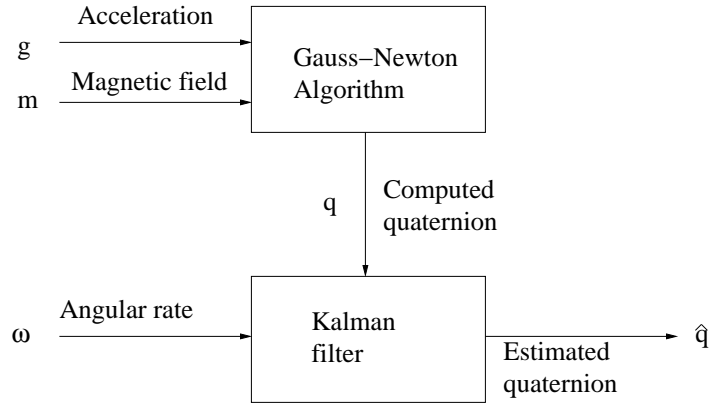 Acceleration
g
Magnetic field
m
Gauss−Newton
Algorithm
q
Computed
quaternion
Angular rate
ω
Kalman
filter
q̂
Estimated
quaternion